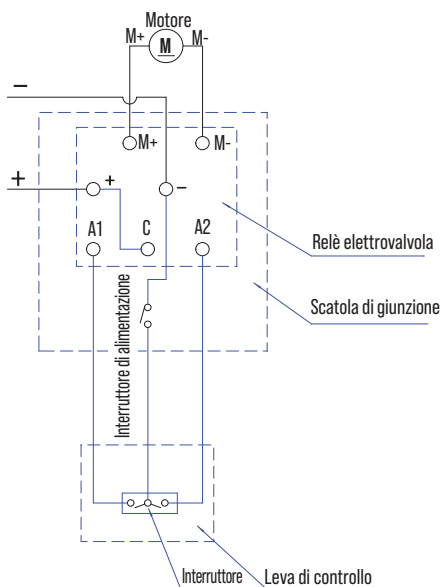 Motore
M+
M
M-
−
M+
M-
+
+
−
A1
C
A2
Relè elettrovalvola
Scatola di giunzione
Interruttore di alimentazione
Interruttore
Leva di controllo